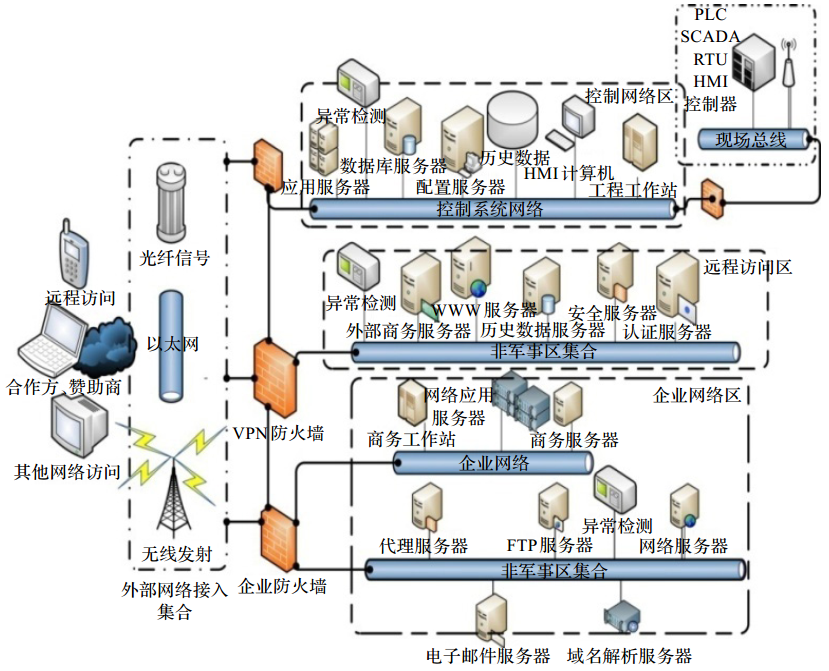 PLC
SCADA
RTU
HMI
控制器
现场总线
控制网络区
异常检测
数据库服务器
历史数据
应用服务器
配置服务器
HMI 计算机
工程工作站
控制系统网络
光纤信号
远程访问
以太网
合作方、赞助商
其他网络访问
无线发射
外部网络接入
集合
VPN 防火墙
企业防火墙
远程访问区
异常检测
WWW 服务器
安全服务器
外部商务服务器
历史数据服务器
认证服务器
非军事区集合
企业网络区
网络应用
服务器
商务工作站
商务服务器
企业网络
异常检测
代理服务器
FTP 服务器
网络服务器
非军事区集合
电子邮件服务器
域名解析服务器